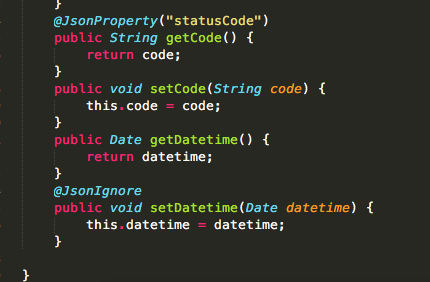 }
@JsonProperty("statusCode")
public String getCode() {
return code;
}
public void setCode(String code) {
this.code = code;
}
public Date getDatetime() {
return datetime;
}
@JsonIgnore
public void setDatetime(Date datetime) {
this.datetime = datetime;
}
}